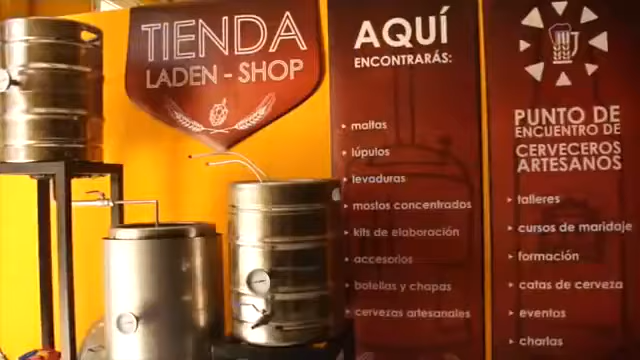 TIENDA
LADEN - SHOP
AQUÍ
ENCONTRARÁS:
maltas
lúpulos
levaduras
mostos concentrados
kits de elaboración
accesorios
botellas y chapas
cervezas artesanales
PUNTO DE
ENCUENTRO DE
CERVECEROS
ARTESANOS
talleres
cursos de maridaje
formación
catas de cerveza
eventos
charlas